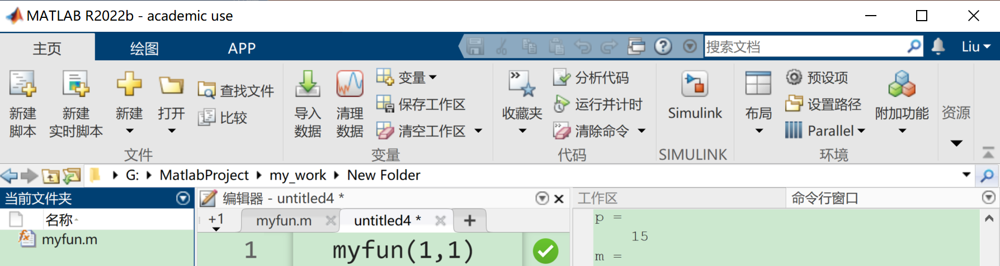 MATLAB R2022b - academic use
主页 绘图 APP 搜索文档 Liu
新建 脚本
新建 实时脚本
新建
打开
查找文件
比较
文件
导入 数据
清理 数据
变量
保存工作区
清空工作区
变量
收藏夹
分析代码
运行并计时
清除命令
代码
Simulink
SIMULINK
布局
预设项
设置路径
Parallel
附加功能
环境
资源
G: MatlabProject my_work New Folder
当前文件夹
名称
myfun.m
编辑器 - untitled4 *
+1 myfun.m untitled4 * +
1 myfun(1,1)
工作区 命令行窗口
p =
15
m =